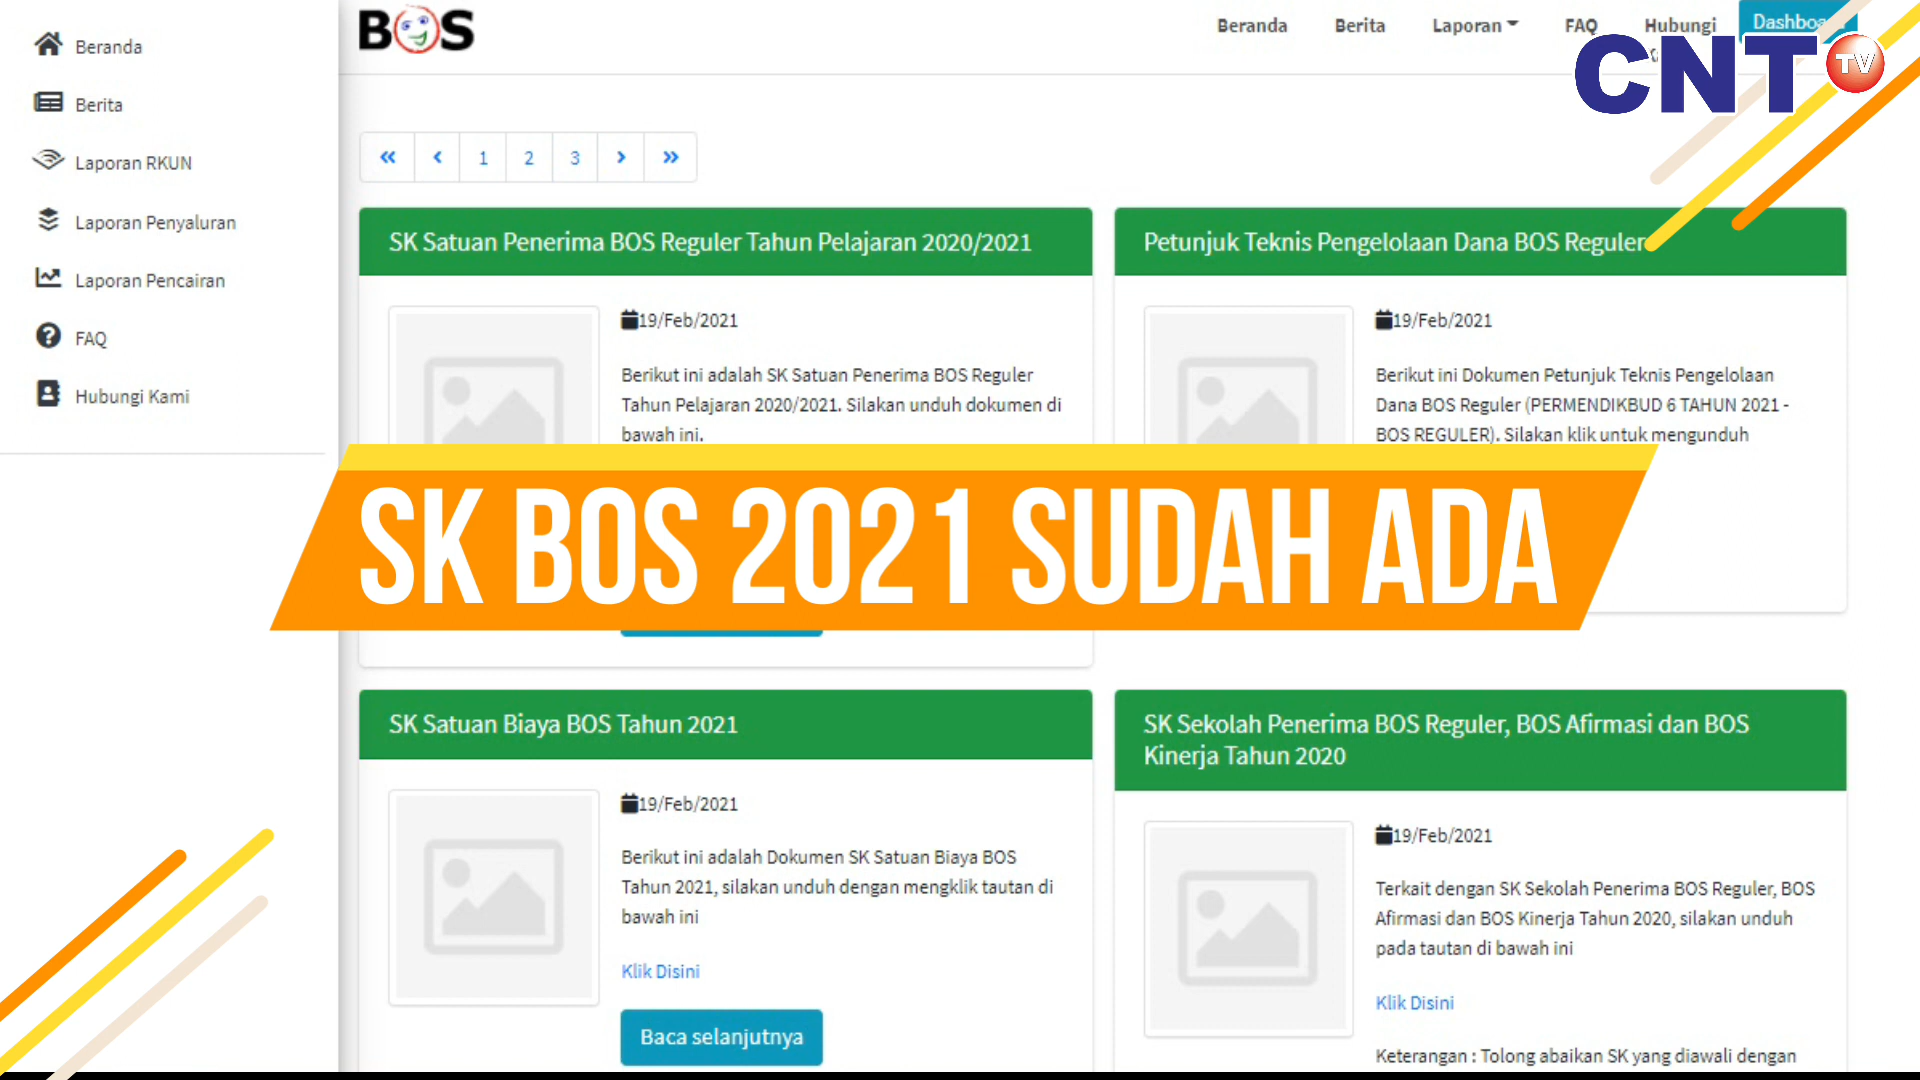 Beranda
Berita
Laporan RKUN
Laporan Penyaluran
Laporan Pencairan
FAQ
Hubungi Kami
BOS
Beranda Berita Laporan FAQ Hubungi
CNT TV
« ‹ 1 2 3 › »
SK Satuan Penerima BOS Reguler Tahun Pelajaran 2020/2021
19/Feb/2021
Berikut ini adalah SK Satuan Penerima BOS Reguler
Tahun Pelajaran 2020/2021. Silakan unduh dokumen di
bawah ini.
Petunjuk Teknis Pengelolaan Dana BOS Reguler
19/Feb/2021
Berikut ini Dokumen Petunjuk Teknis Pengelolaan
Dana BOS Reguler (PERMENDIKBUD 6 TAHUN 2021 -
BOS REGULER). Silakan klik untuk mengunduh
SK BOS 2021 SUDAH ADA
SK Satuan Biaya BOS Tahun 2021
19/Feb/2021
Berikut ini adalah Dokumen SK Satuan Biaya BOS
Tahun 2021, silakan unduh dengan mengklik tautan di
bawah ini
Klik Disini
Baca selanjutnya
SK Sekolah Penerima BOS Reguler, BOS Afirmasi dan BOS
Kinerja Tahun 2020
19/Feb/2021
Terkait dengan SK Sekolah Penerima BOS Reguler, BOS
Afirmasi dan BOS Kinerja Tahun 2020, silakan unduh
pada tautan di bawah ini
Klik Disini
Keterangan : Tolong abaikan SK yang diawali dengan